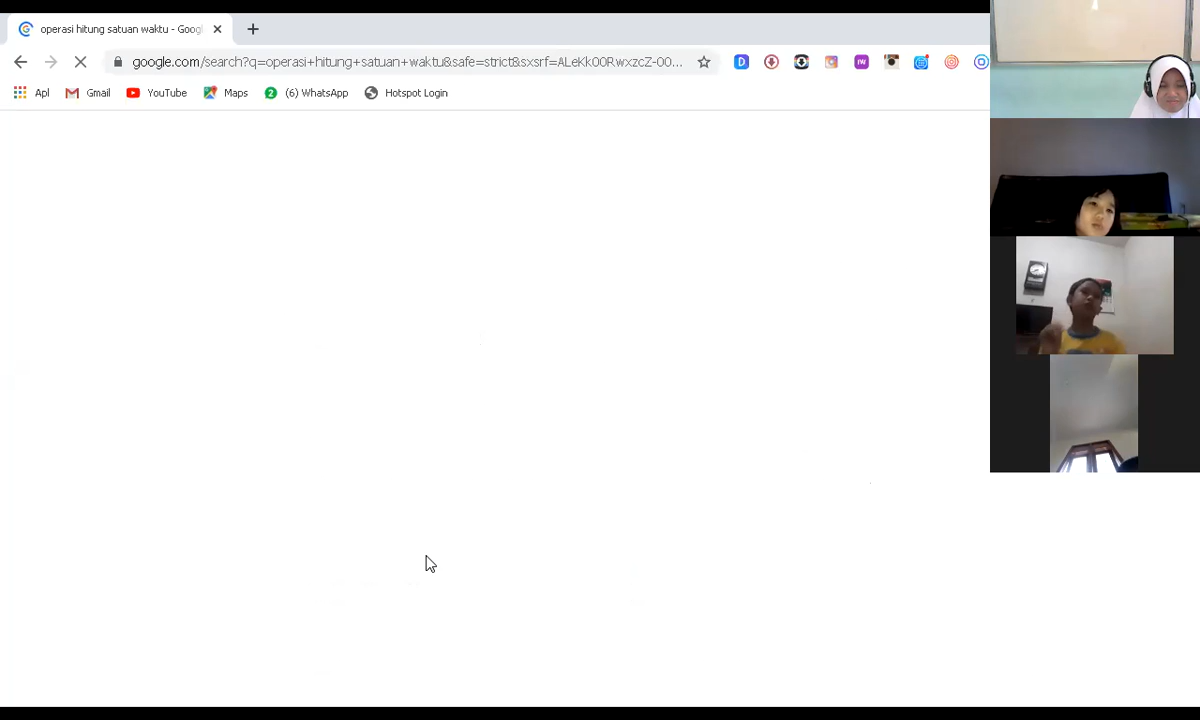 operasi hitung satuan waktu - Goog
google.com/search?q=operasi+hitung+satuan+waktu&safe=strict&sxsrf=ALeKk00RwxzcZ-00...
Apl Gmail YouTube Maps 2 (6) WhatsApp Hotspot Login